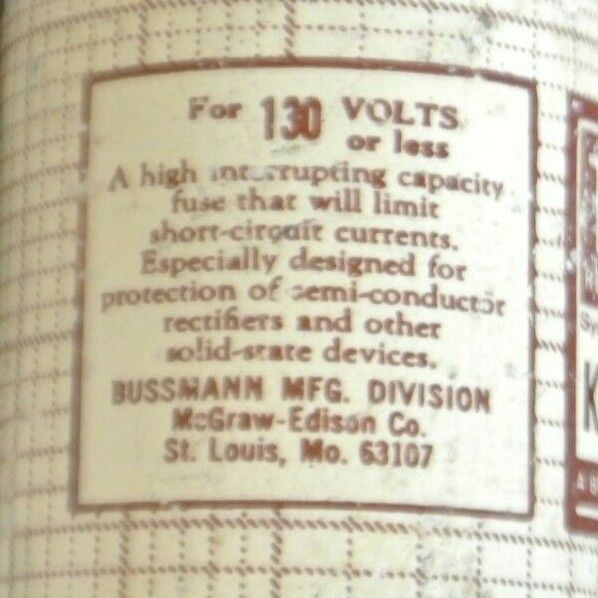 For 130 VOLTS
or less
A high interrupting capacity
fuse that will limit
short-circuit currents.
Especially designed for
protection of semi-conductor
rectifiers and other
solid-state devices.
BUSSMANN MFG. DIVISION
McGraw-Edison Co.
St. Louis, Mo. 63107
K